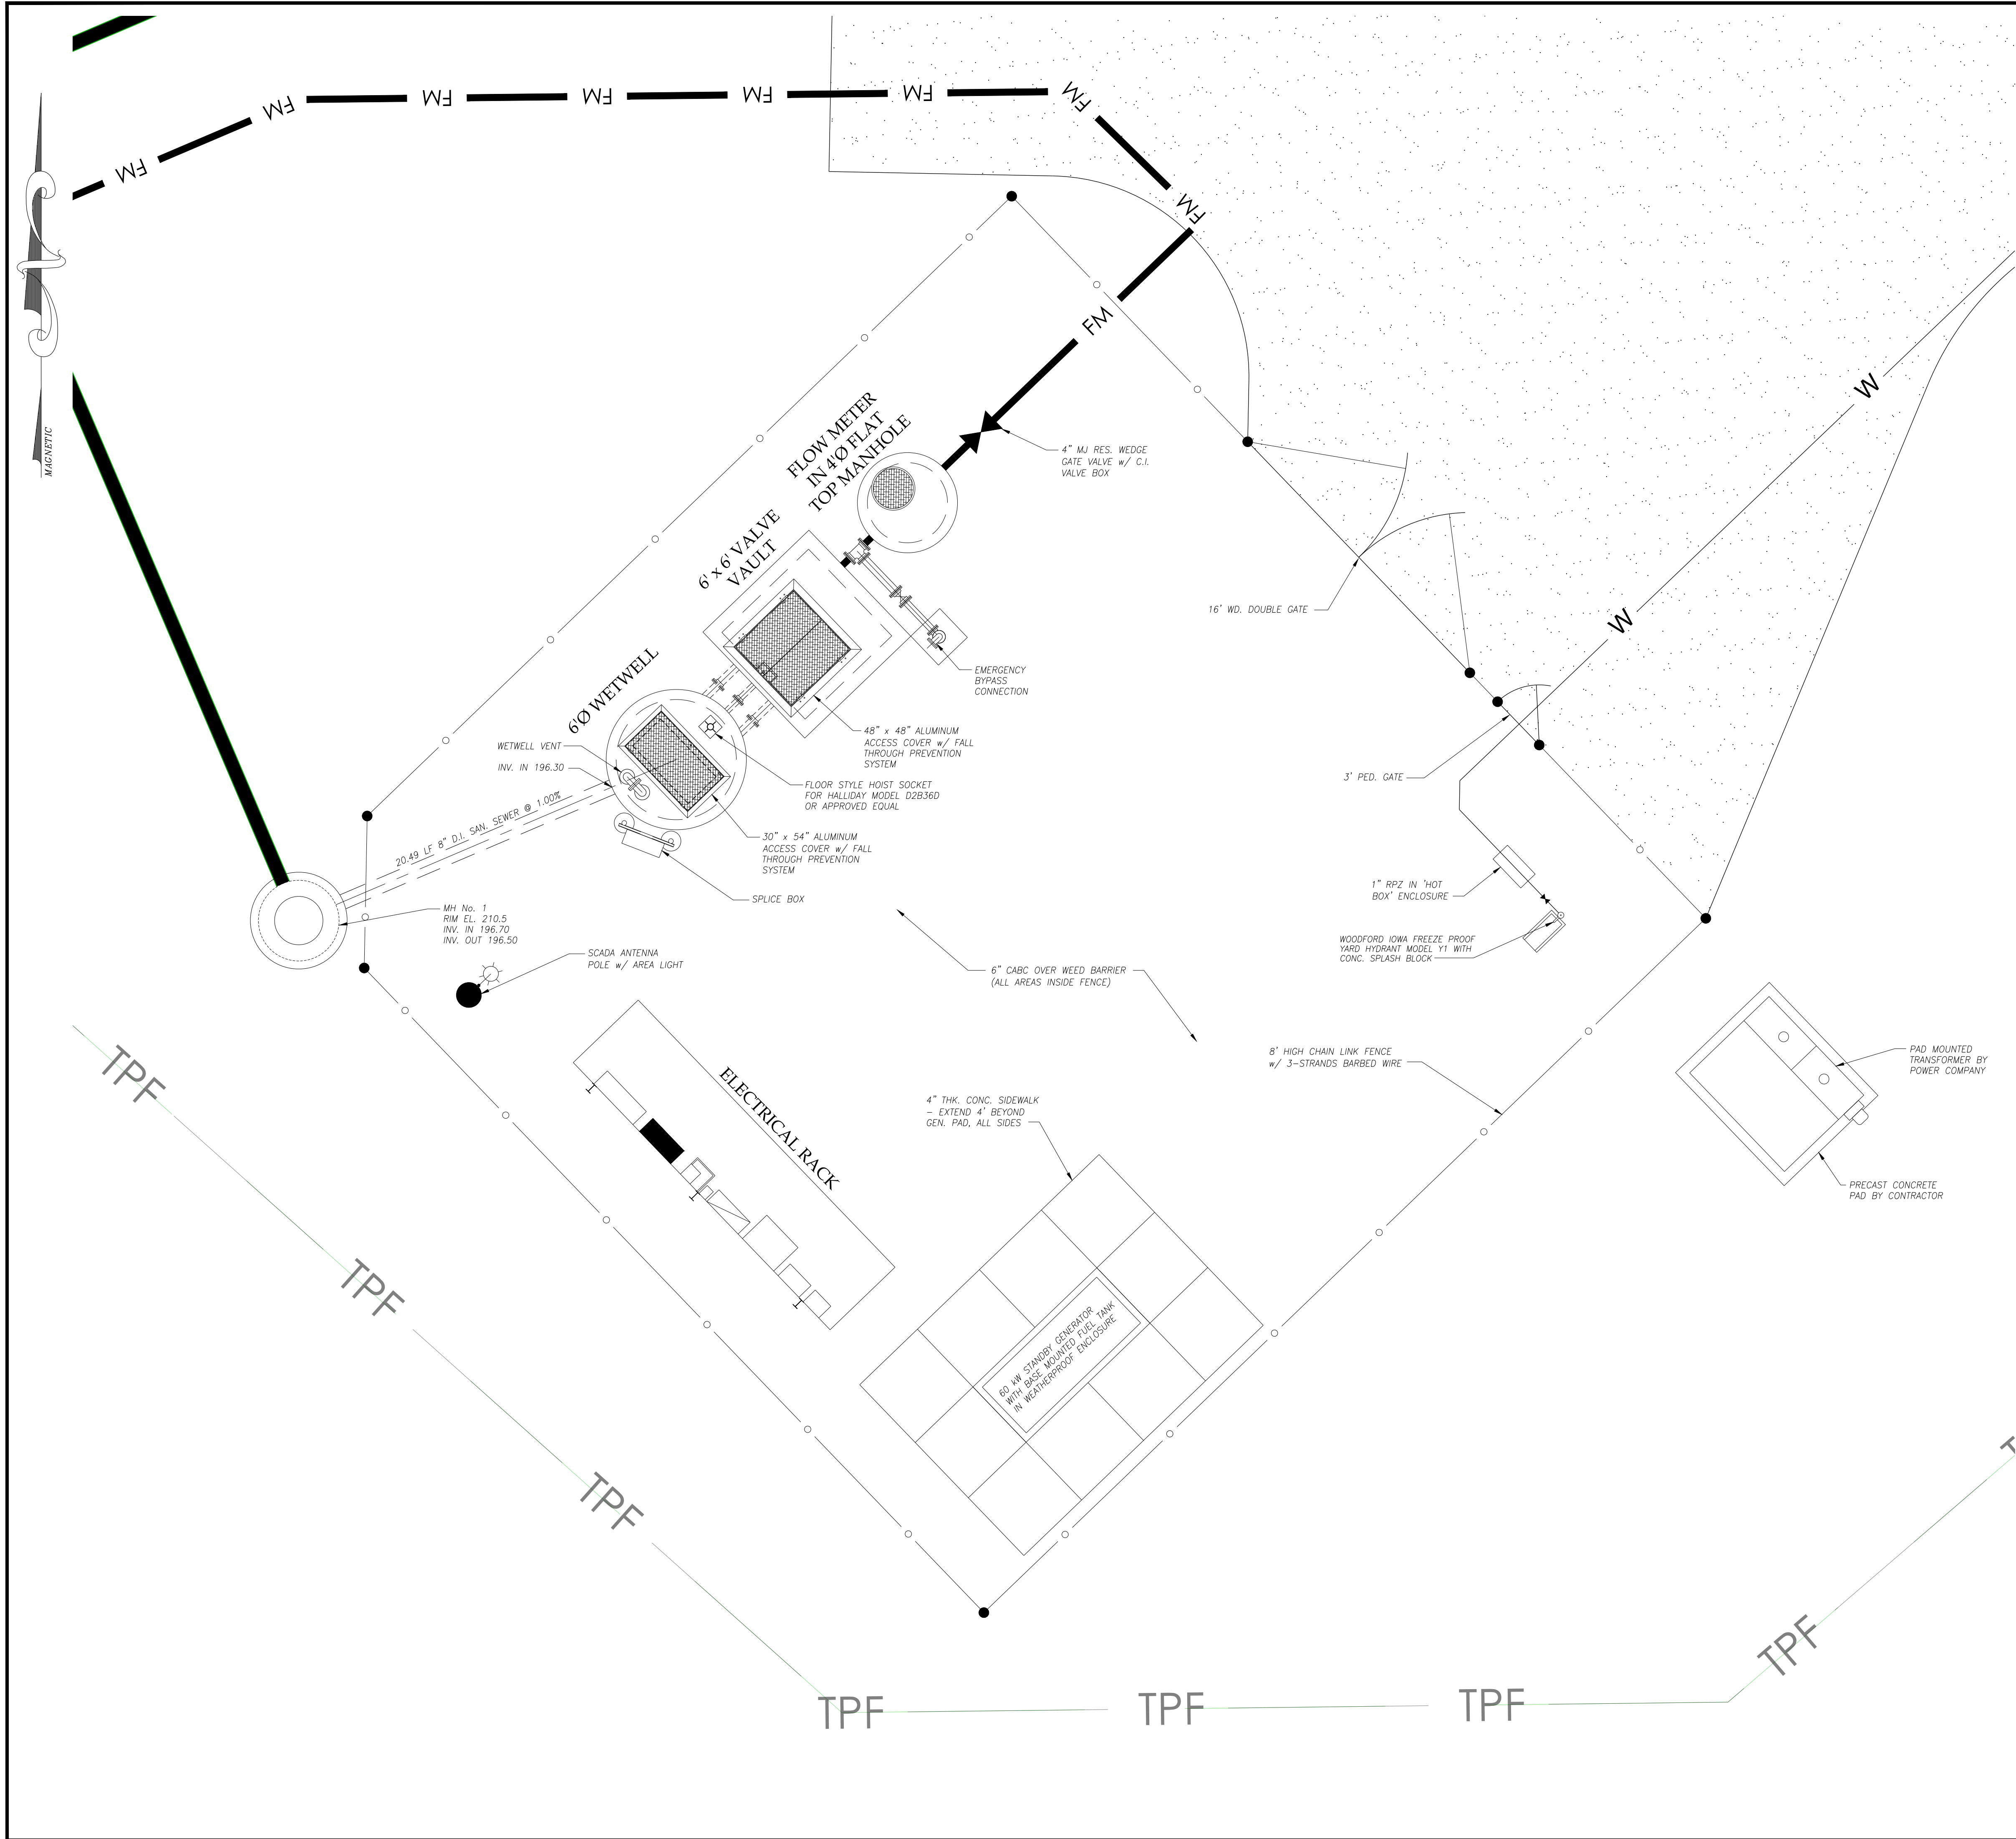 FM
FM
FM
FM
FM
FM
FM
FM
FM
MAGNETIC
FLOW METER
IN 4'Ø FLAT
TOP MANHOLE
4" MJ RES. WEDGE
GATE VALVE w/ C.I.
VALVE BOX
W
6' x 6' VALVE
VAULT
16' WD. DOUBLE GATE
W
EMERGENCY
BYPASS
CONNECTION
6'Ø WETWELL
48" x 48" ALUMINUM
ACCESS COVER w/ FALL
THROUGH PREVENTION
SYSTEM
WETWELL VENT
INV. IN 196.30
3' PED. GATE
FLOOR STYLE HOIST SOCKET
FOR HALLIDAY MODEL D2B36D
OR APPROVED EQUAL
20.49 LF 8" D.I. SAN. SEWER @ 1.00%
30" x 54" ALUMINUM
ACCESS COVER w/ FALL
THROUGH PREVENTION
SYSTEM
SPLICE BOX
1" RPZ IN 'HOT
BOX' ENCLOSURE
MH No. 1
RIM EL. 210.5
INV. IN 196.70
INV. OUT 196.50
WOODFORD IOWA FREEZE PROOF
YARD HYDRANT MODEL Y1 WITH
CONC. SPLASH BLOCK
SCADA ANTENNA
POLE w/ AREA LIGHT
6" CABC OVER WEED BARRIER
(ALL AREAS INSIDE FENCE)
8' HIGH CHAIN LINK FENCE
w/ 3-STRANDS BARBED WIRE
PAD MOUNTED
TRANSFORMER BY
POWER COMPANY
TPF
ELECTRICAL RACK
4" THK. CONC. SIDEWALK
- EXTEND 4' BEYOND
GEN. PAD, ALL SIDES
PRECAST CONCRETE
PAD BY CONTRACTOR
TPF
60 kW STANDBY GENERATOR
WITH BASE MOUNTED FUEL TANK
IN WEATHERPROOF ENCLOSURE
TPF
TPF
TPF
TPF
TPF